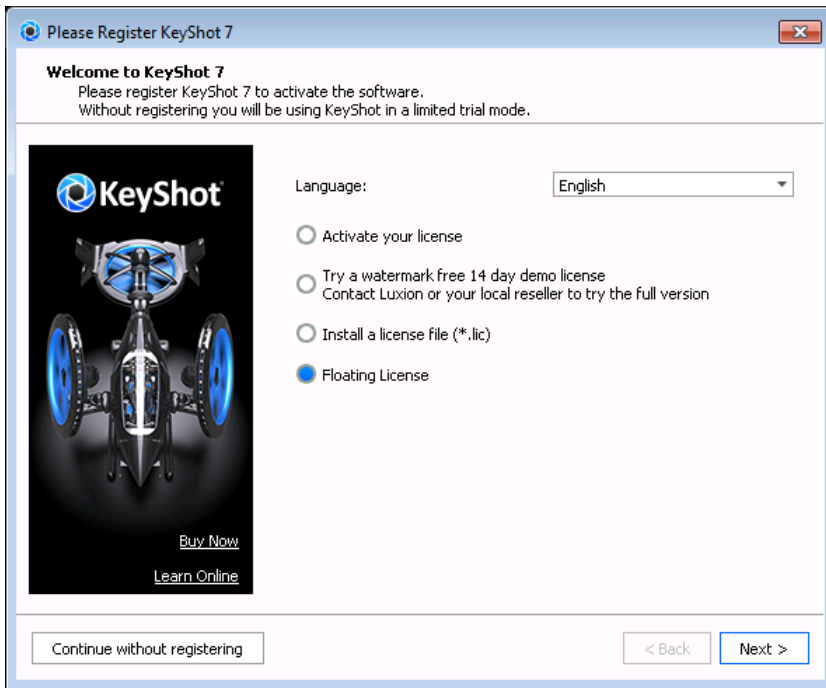 Please Register KeyShot 7
Welcome to KeyShot 7
Please register KeyShot 7 to activate the software.
Without registering you will be using KeyShot in a limited trial mode.
KeyShot
Language:
English
Activate your license
Try a watermark free 14 day demo license
Contact Luxion or your local reseller to try the full version
Install a license file (*.lic)
Floating License
Buy Now
Learn Online
Continue without registering
< Back
Next >